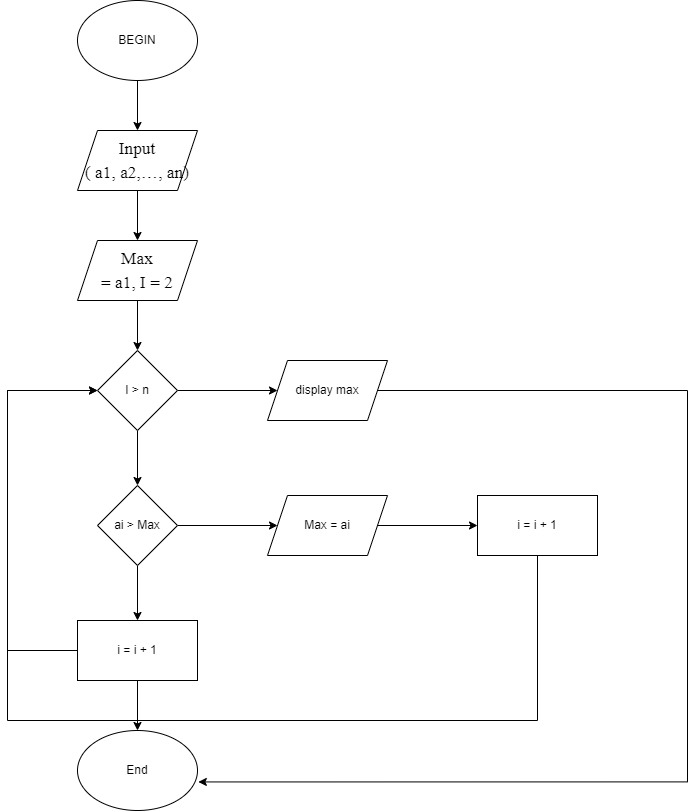 BEGIN
Input
( a1, a2,…, an)
Max
= a1, I = 2
I > n
display max
ai > Max
Max = ai
i = i + 1
i = i + 1
End